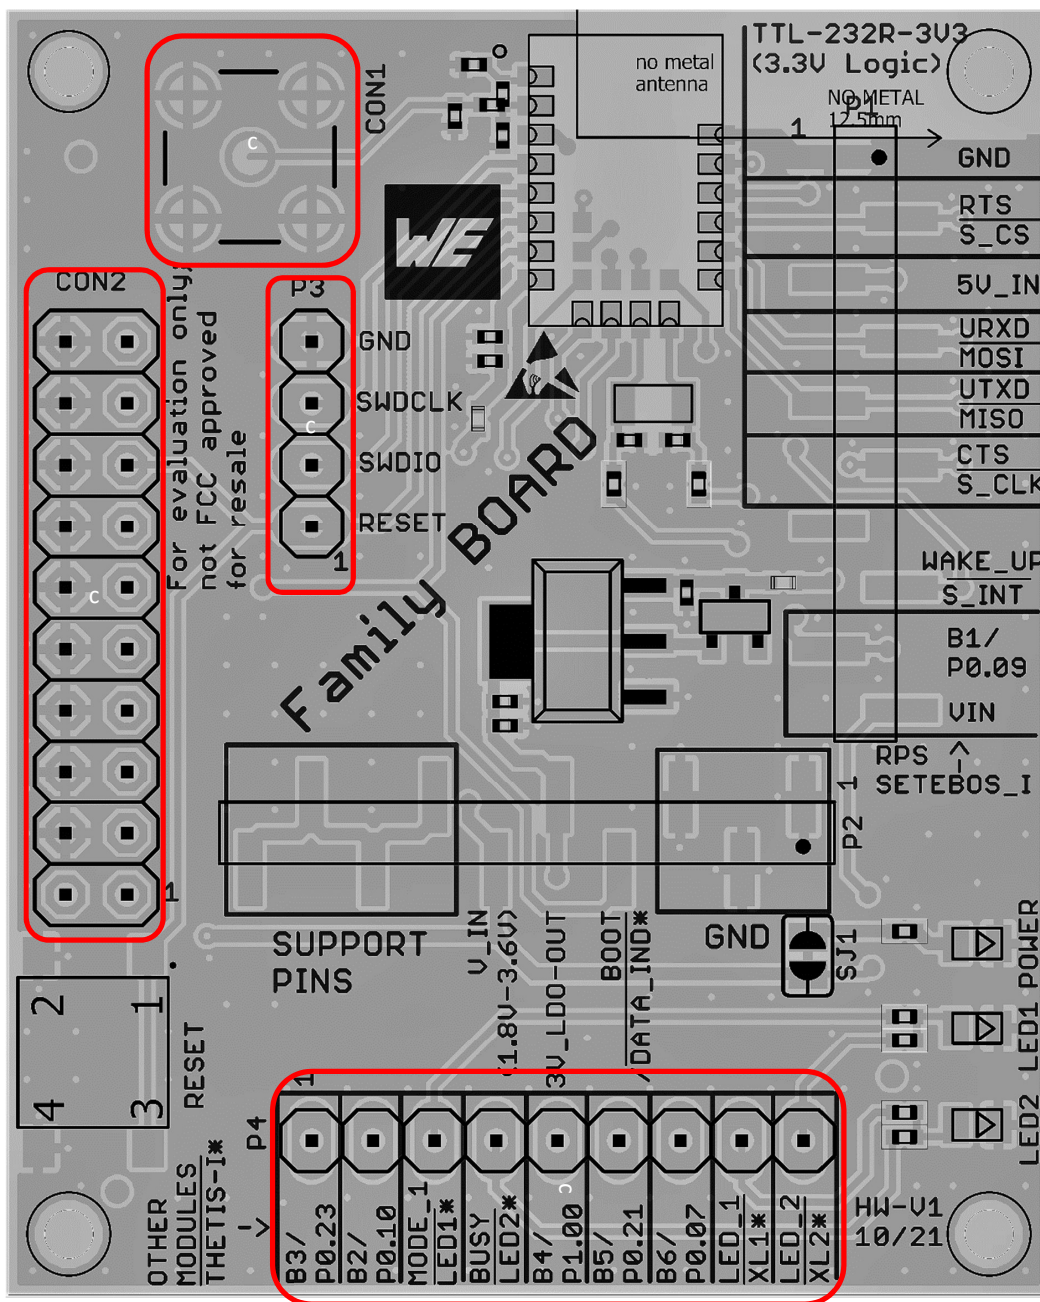 TTL-232R-3V3
(3.3V Logic)
no metal
antenna
NO METAL
12.5mm
P1
1
CON1
C
WE
GND
RTS
S_CS
5V_IN
URXD
MOSI
UTXD
MISO
CTS
S_CLK
WAKE_UP
S_INT
B1/
P0.09
VIN
RPS
SETEBOS_I
CON2
C
1
For evaluation only;
not FCC approved
for resale
P3
GND
SWDCLK
C
SWDIO
RESET
1
Family BOARD
P2
1
SUPPORT
PINS
GND
SJ1
V_IN
(1.8V-3.6V)
3V_LDO-OUT
BOOT
/DATA_IND*
POWER
LED1
LED2
2
1
4
3
RESET
P4
1
C
OTHER
MODULES
THETIS-I*
->
B3/
P0.23
B2/
P0.10
MODE_1
LED1*
BUSY
LED2*
B4/
P1.00
B5/
P0.21
B6/
P0.07
LED_1
XL1*
LED_2
XL2*
HW-V1
10/21